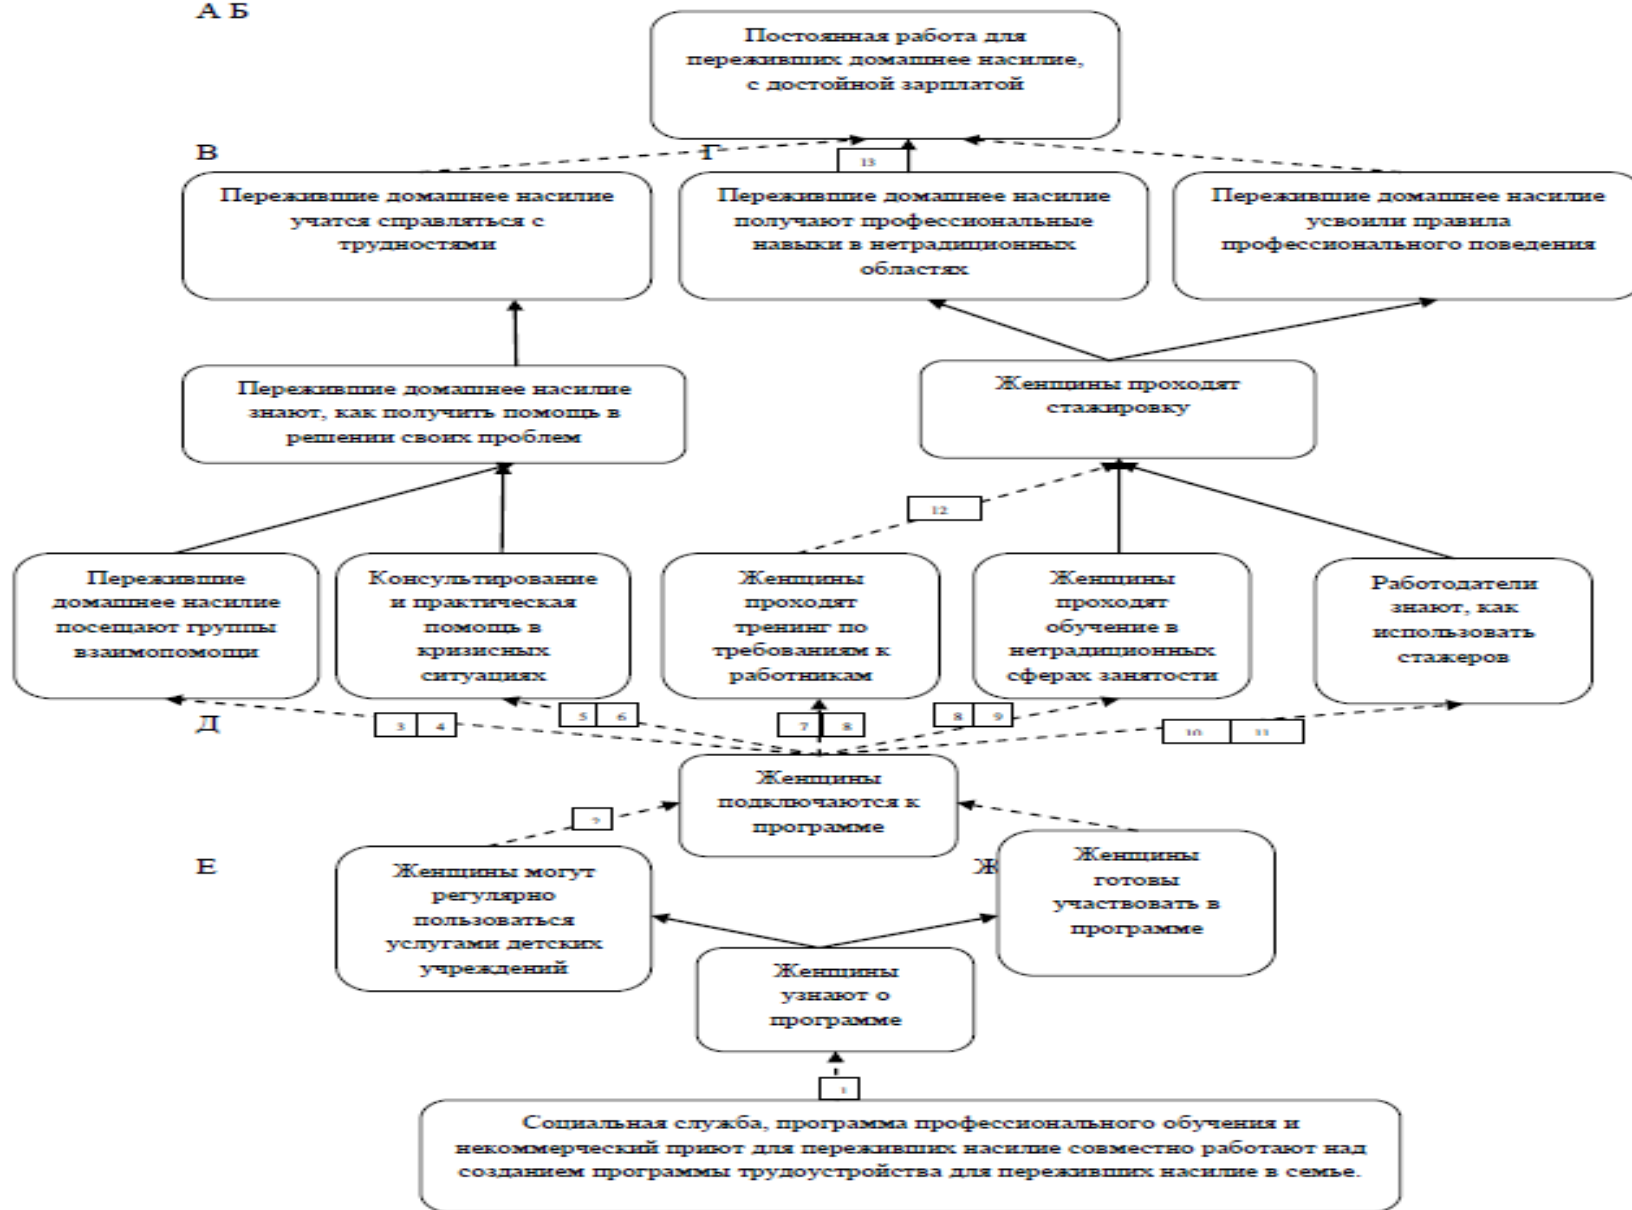 А Б
Постоянная работа для
переживших домашнее насилие,
с достойной зарплатой
В
Г
13
Пережившие домашнее насилие
учатся справляться с
трудностями
Пережившие домашнее насилие
получают профессиональные
навыки в нетрадиционных
областях
Пережившие домашнее насилие
усвоили правила
профессионального поведения
Пережившие домашнее насилие
знают, как получить помощь в
решении своих проблем
Женщины проходят
стажировку
12
Пережившие
домашнее насилие
посещают группы
взаимопомощи
Консультирование
и практическая
помощь в
кризисных
ситуациях
Женщины
проходят
тренинг по
требованиям к
работникам
Женщины
проходят
обучение в
нетрадиционных
сферах занятости
Работодатели
знают, как
использовать
стажеров
Д
3 4
5 6
7 8
8 9
10 11
Женщины
подключаются к
программе
Е
Ж
Женщины могут
регулярно
пользоваться
услугами детских
учреждений
Женщины
готовы
участвовать в
программе
Женщины
узнают о
программе
1
Социальная служба, программа профессионального обучения и
некоммерческий приют для переживших насилие совместно работают над
созданием программы трудоустройства для переживших насилие в семье.